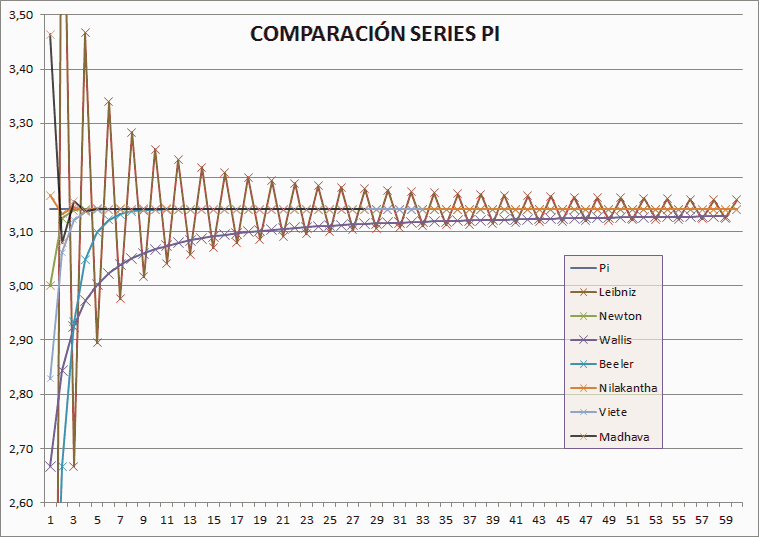 COMPARACIÓN SERIES PI
3,50
3,40
3,30
3,20
3,10
3,00
2,90
2,80
2,70
2,60
Pi
Leibniz
Newton
Wallis
Beeler
Nilakantha
Viete
Madhava
1 3 5 7 9 11 13 15 17 19 21 23 25 27 29 31 33 35 37 39 41 43 45 47 49 51 53 55 57 59